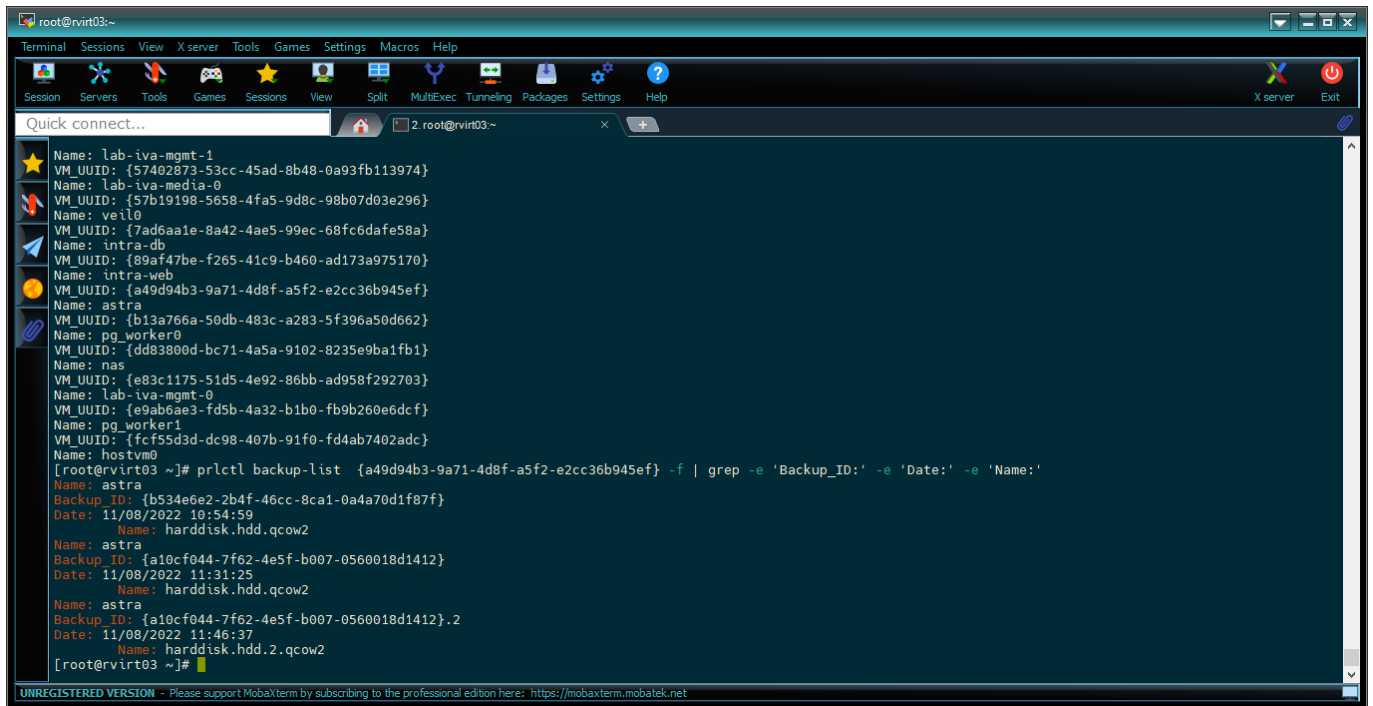 root@rvirt03:~
Terminal Sessions View X server Tools Games Settings Macros Help
Session Servers Tools Games Sessions View Split MultiExec Tunneling Packages Settings Help X server Exit
Quick connect...
2. root@rvirt03:~
Name: lab-iva-mgmt-1
VM_UUID: {57402873-53cc-45ad-8b48-0a93fb113974}
Name: lab-iva-media-0
VM_UUID: {57b19198-5658-4fa5-9d8c-98b07d03e296}
Name: veil0
VM_UUID: {7ad6aa1e-8a42-4ae5-99ec-68fc6dafe58a}
Name: intra-db
VM_UUID: {89af47be-f265-41c9-b460-ad173a975170}
Name: intra-web
VM_UUID: {a49d94b3-9a71-4d8f-a5f2-e2cc36b945ef}
Name: astra
VM_UUID: {b13a766a-50db-483c-a283-5f396a50d662}
Name: pg_worker0
VM_UUID: {dd83800d-bc71-4a5a-9102-8235e9ba1fb1}
Name: nas
VM_UUID: {e83c1175-51d5-4e92-86bb-ad958f292703}
Name: lab-iva-mgmt-0
VM_UUID: {e9ab6ae3-fd5b-4a32-b1b0-fb9b260e6dcf}
Name: pg_worker1
VM_UUID: {fcf55d3d-dc98-407b-91f0-fd4ab7402adc}
Name: hostvm0
[root@rvirt03 ~]# prlctl backup-list  {a49d94b3-9a71-4d8f-a5f2-e2cc36b945ef} -f | grep -e 'Backup_ID:' -e 'Date:' -e 'Name:'
Name: astra
Backup_ID: {b534e6e2-2b4f-46cc-8ca1-0a4a70d1f87f}
Date: 11/08/2022 10:54:59
Name: harddisk.hdd.qcow2
Name: astra
Backup_ID: {a10cf044-7f62-4e5f-b007-0560018d1412}
Date: 11/08/2022 11:31:25
Name: harddisk.hdd.qcow2
Name: astra
Backup_ID: {a10cf044-7f62-4e5f-b007-0560018d1412}.2
Date: 11/08/2022 11:46:37
Name: harddisk.hdd.2.qcow2
[root@rvirt03 ~]#
UNREGISTERED VERSION - Please support MobaXterm by subscribing to the professional edition here: https://mobaxterm.mobatek.net